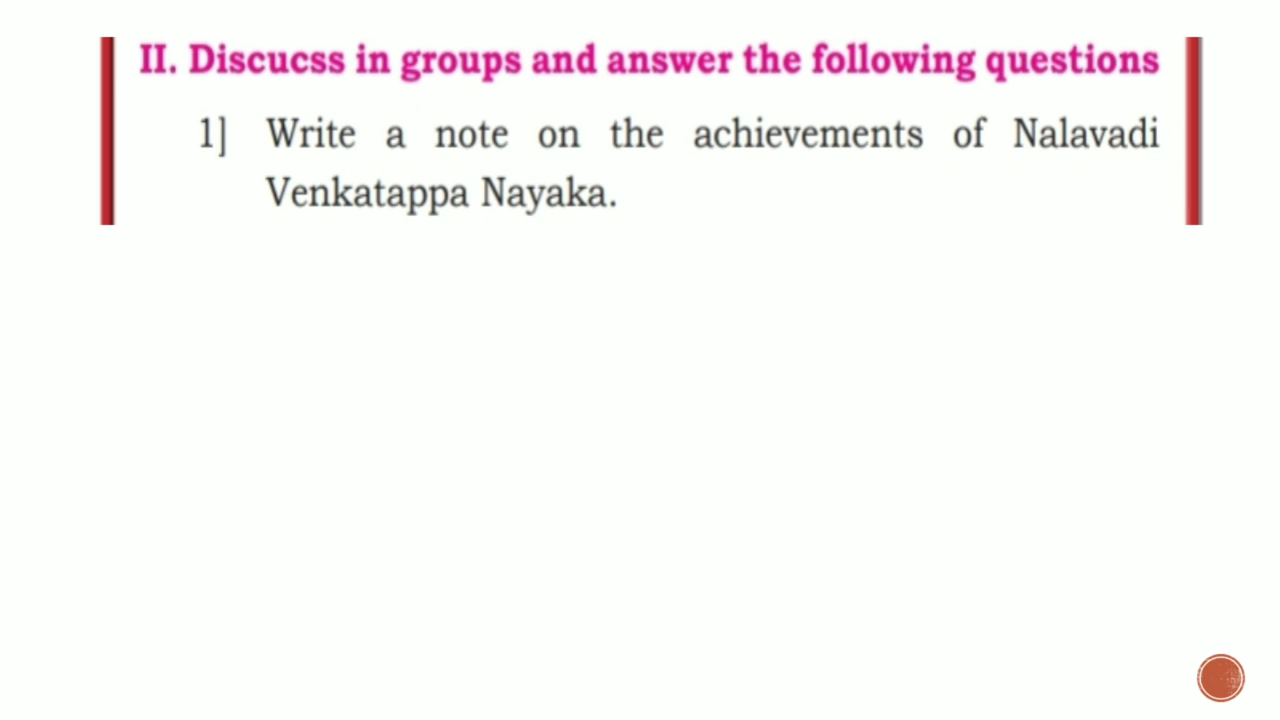 II. Discucss in groups and answer the following questions
1] Write a note on the achievements of Nalavadi
Venkatappa Nayaka.